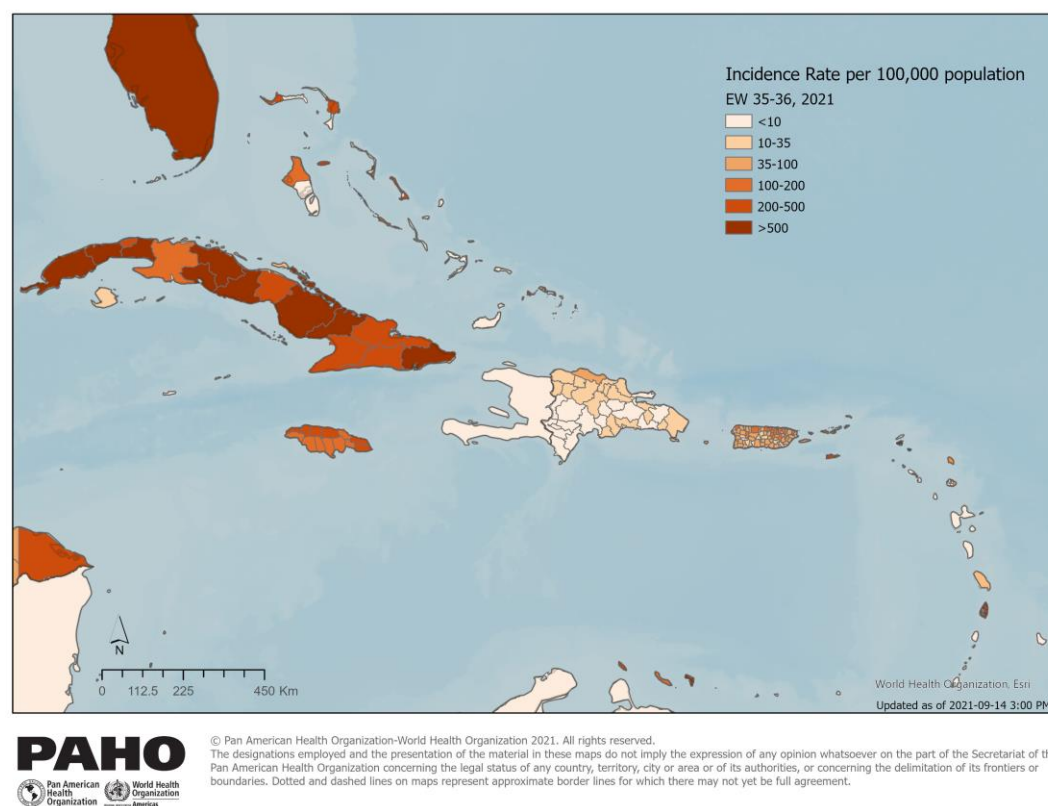 Incidence Rate per 100,000 population
EW 35-36, 2021
<10
10-35
35-100
100-200
200-500
>500
N
0 112.5 225 450 Km
World Health Organization, Esri
Updated as of 2021-09-14 3:00 PM
PAHO
Pan American
Health
Organization
World Health
Organization
Americas
© Pan American Health Organization-World Health Organization 2021. All rights reserved.
The designations employed and the presentation of the material in these maps do not imply the expression of any opinion whatsoever on the part of the Secretariat of th
Pan American Health Organization concerning the legal status of any country, territory, city or area or of its authorities, or concerning the delimitation of its frontiers or
boundaries. Dotted and dashed lines on maps represent approximate border lines for which there may not yet be full agreement.